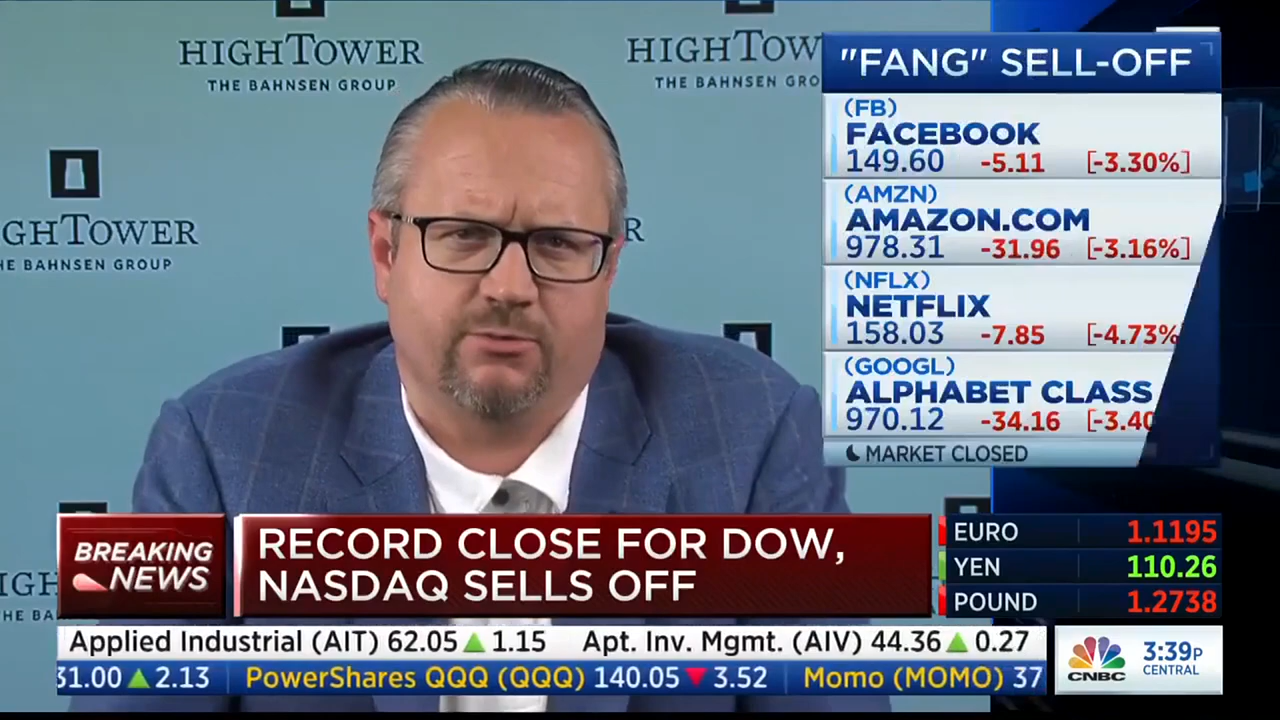 HIGHTOWER
THE BAHNSEN GROUP
HIGHTOW
THE BAHNSEN
GHTOWER
HE BAHNSEN GROUP
R
"FANG" SELL-OFF
(FB)
FACEBOOK
149.60 -5.11 [-3.30%]
(AMZN)
AMAZON.COM
978.31 -31.96 [-3.16%]
(NFLX)
NETFLIX
158.03 -7.85 [-4.73%
(GOOGL)
ALPHABET CLASS
970.12 -34.16 [-3.40
MARKET CLOSED
BREAKING
NEWS
RECORD CLOSE FOR DOW,
NASDAQ SELLS OFF
EURO 1.1195
YEN 110.26
POUND 1.2738
IGH
HE BA
Applied Industrial (AIT) 62.05 ▲ 1.15 Apt. Inv. Mgmt. (AIV) 44.36 ▲ 0.27
31.00 ▲ 2.13 PowerShares QQQ (QQQ) 140.05 ▼ 3.52 Momo (MOMO) 37
CNBC
3:39P
CENTRAL